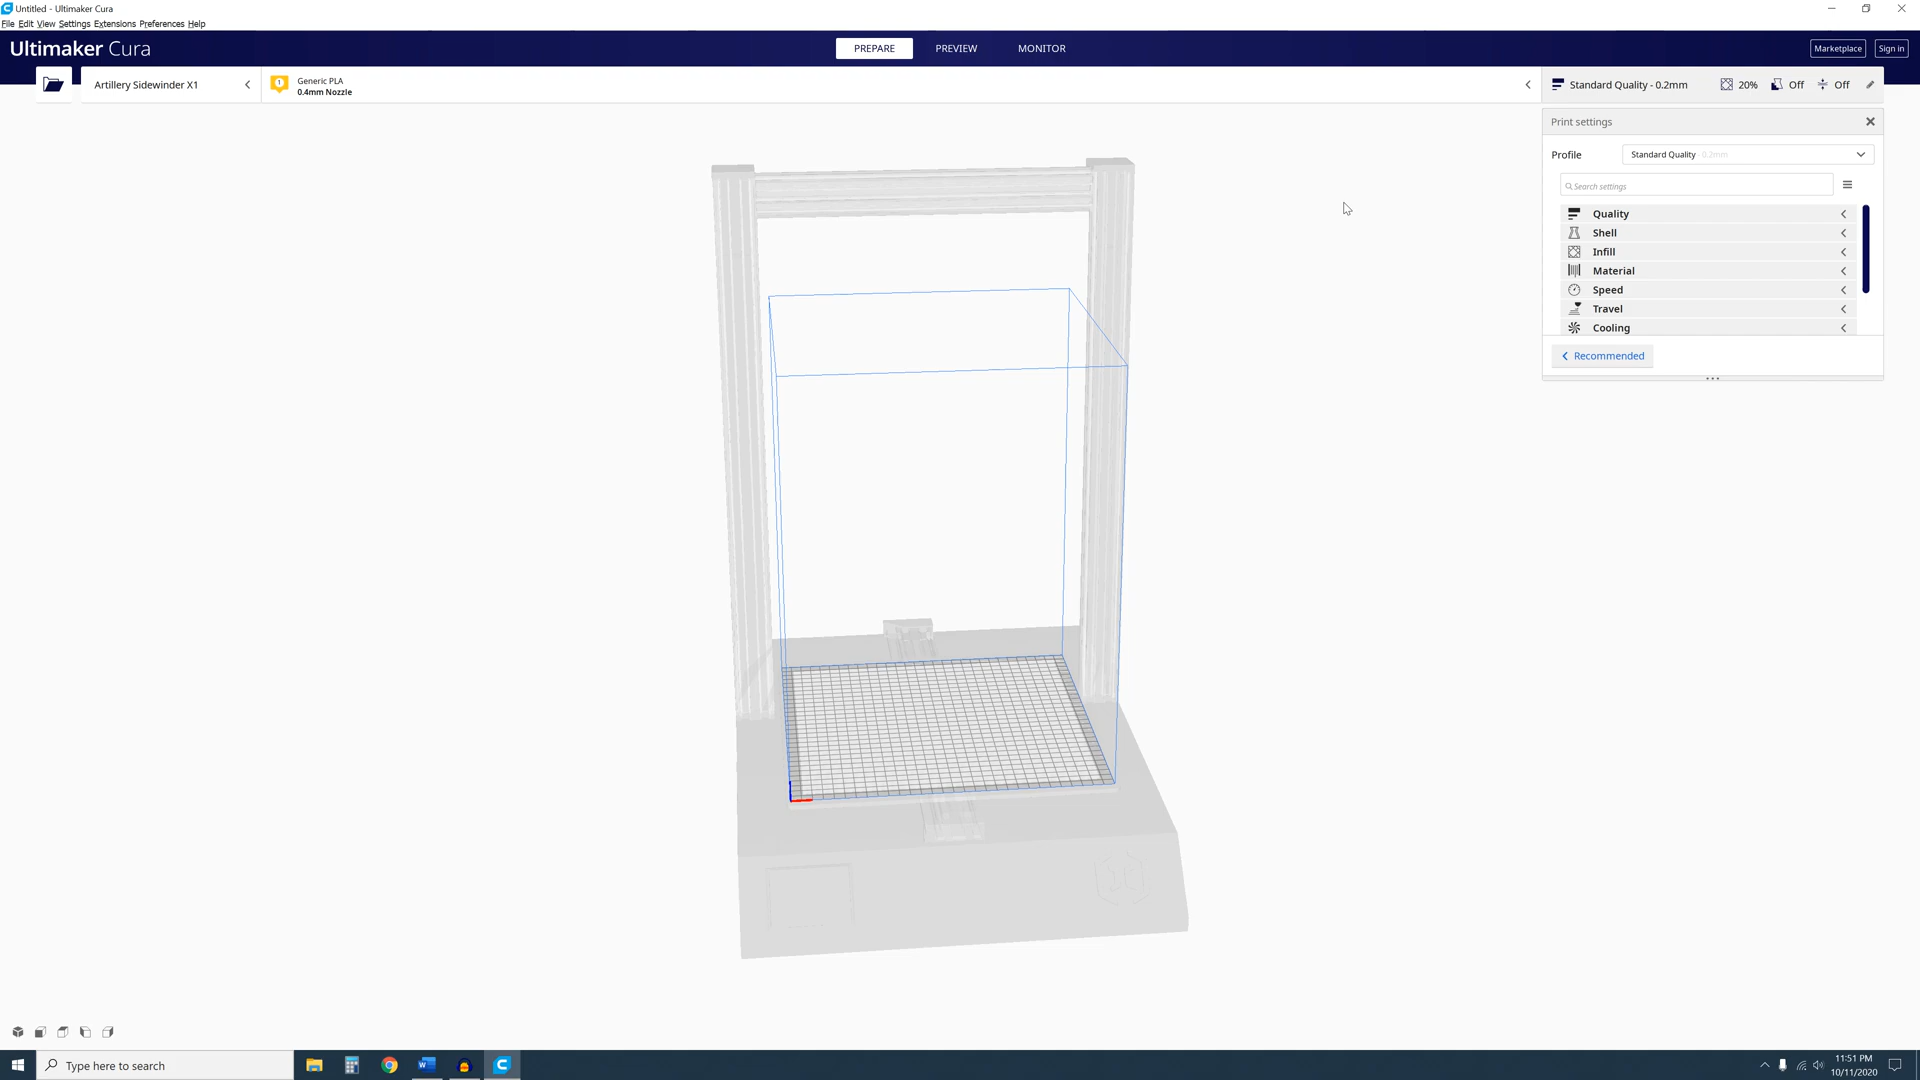 Untitled - Ultimaker Cura
File Edit View Settings Extensions Preferences Help
Ultimaker Cura
PREPARE
PREVIEW
MONITOR
Marketplace
Sign in
Artillery Sidewinder X1
1
Generic PLA
0.4mm Nozzle
Standard Quality - 0.2mm
20%
Off
Off
Print settings
Profile
Standard Quality 0.2mm
Search settings
Quality
Shell
Infill
Material
Speed
Travel
Cooling
Recommended
Type here to search
11:51 PM
10/11/2020